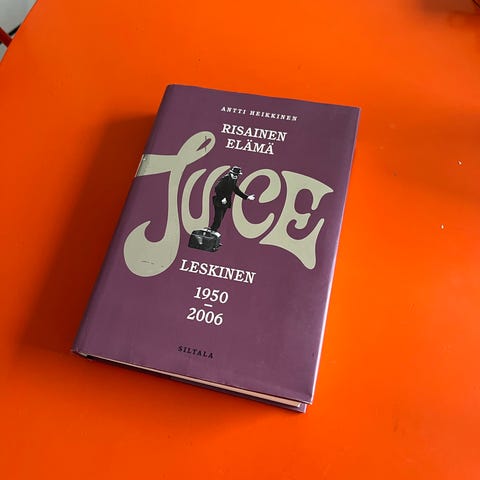 ANTTI HEIKKINEN
RISAINEN
ELÄMÄ
JUICE
LESKINEN
1950
–
2006
SILTALA